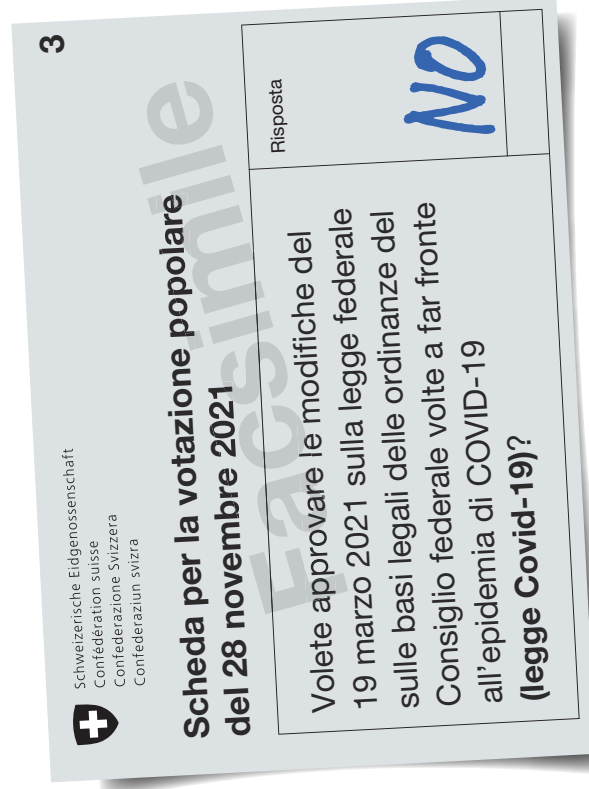 Schweizerische Eidgenossenschaft
Confédération suisse
Confederazione Svizzera
Confederaziun svizra
3
Scheda per la votazione popolare
del 28 novembre 2021
Facsimile
Volete approvare le modifiche del
19 marzo 2021 sulla legge federale
sulle basi legali delle ordinanze del
Consiglio federale volte a far fronte
all’epidemia di COVID-19
(legge Covid-19)?
Risposta
NO